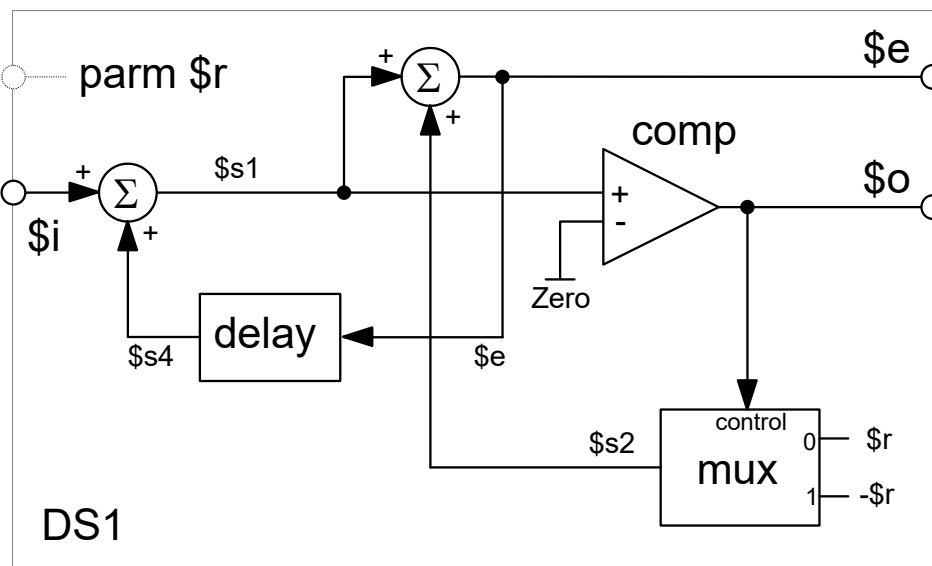 $e
+
parm $r
Σ
+
comp
+
$s1
$o
Σ
+
+
-
$i
Zero
delay
$s4
$e
control
0
$r
$s2
mux
1
-$r
DS1